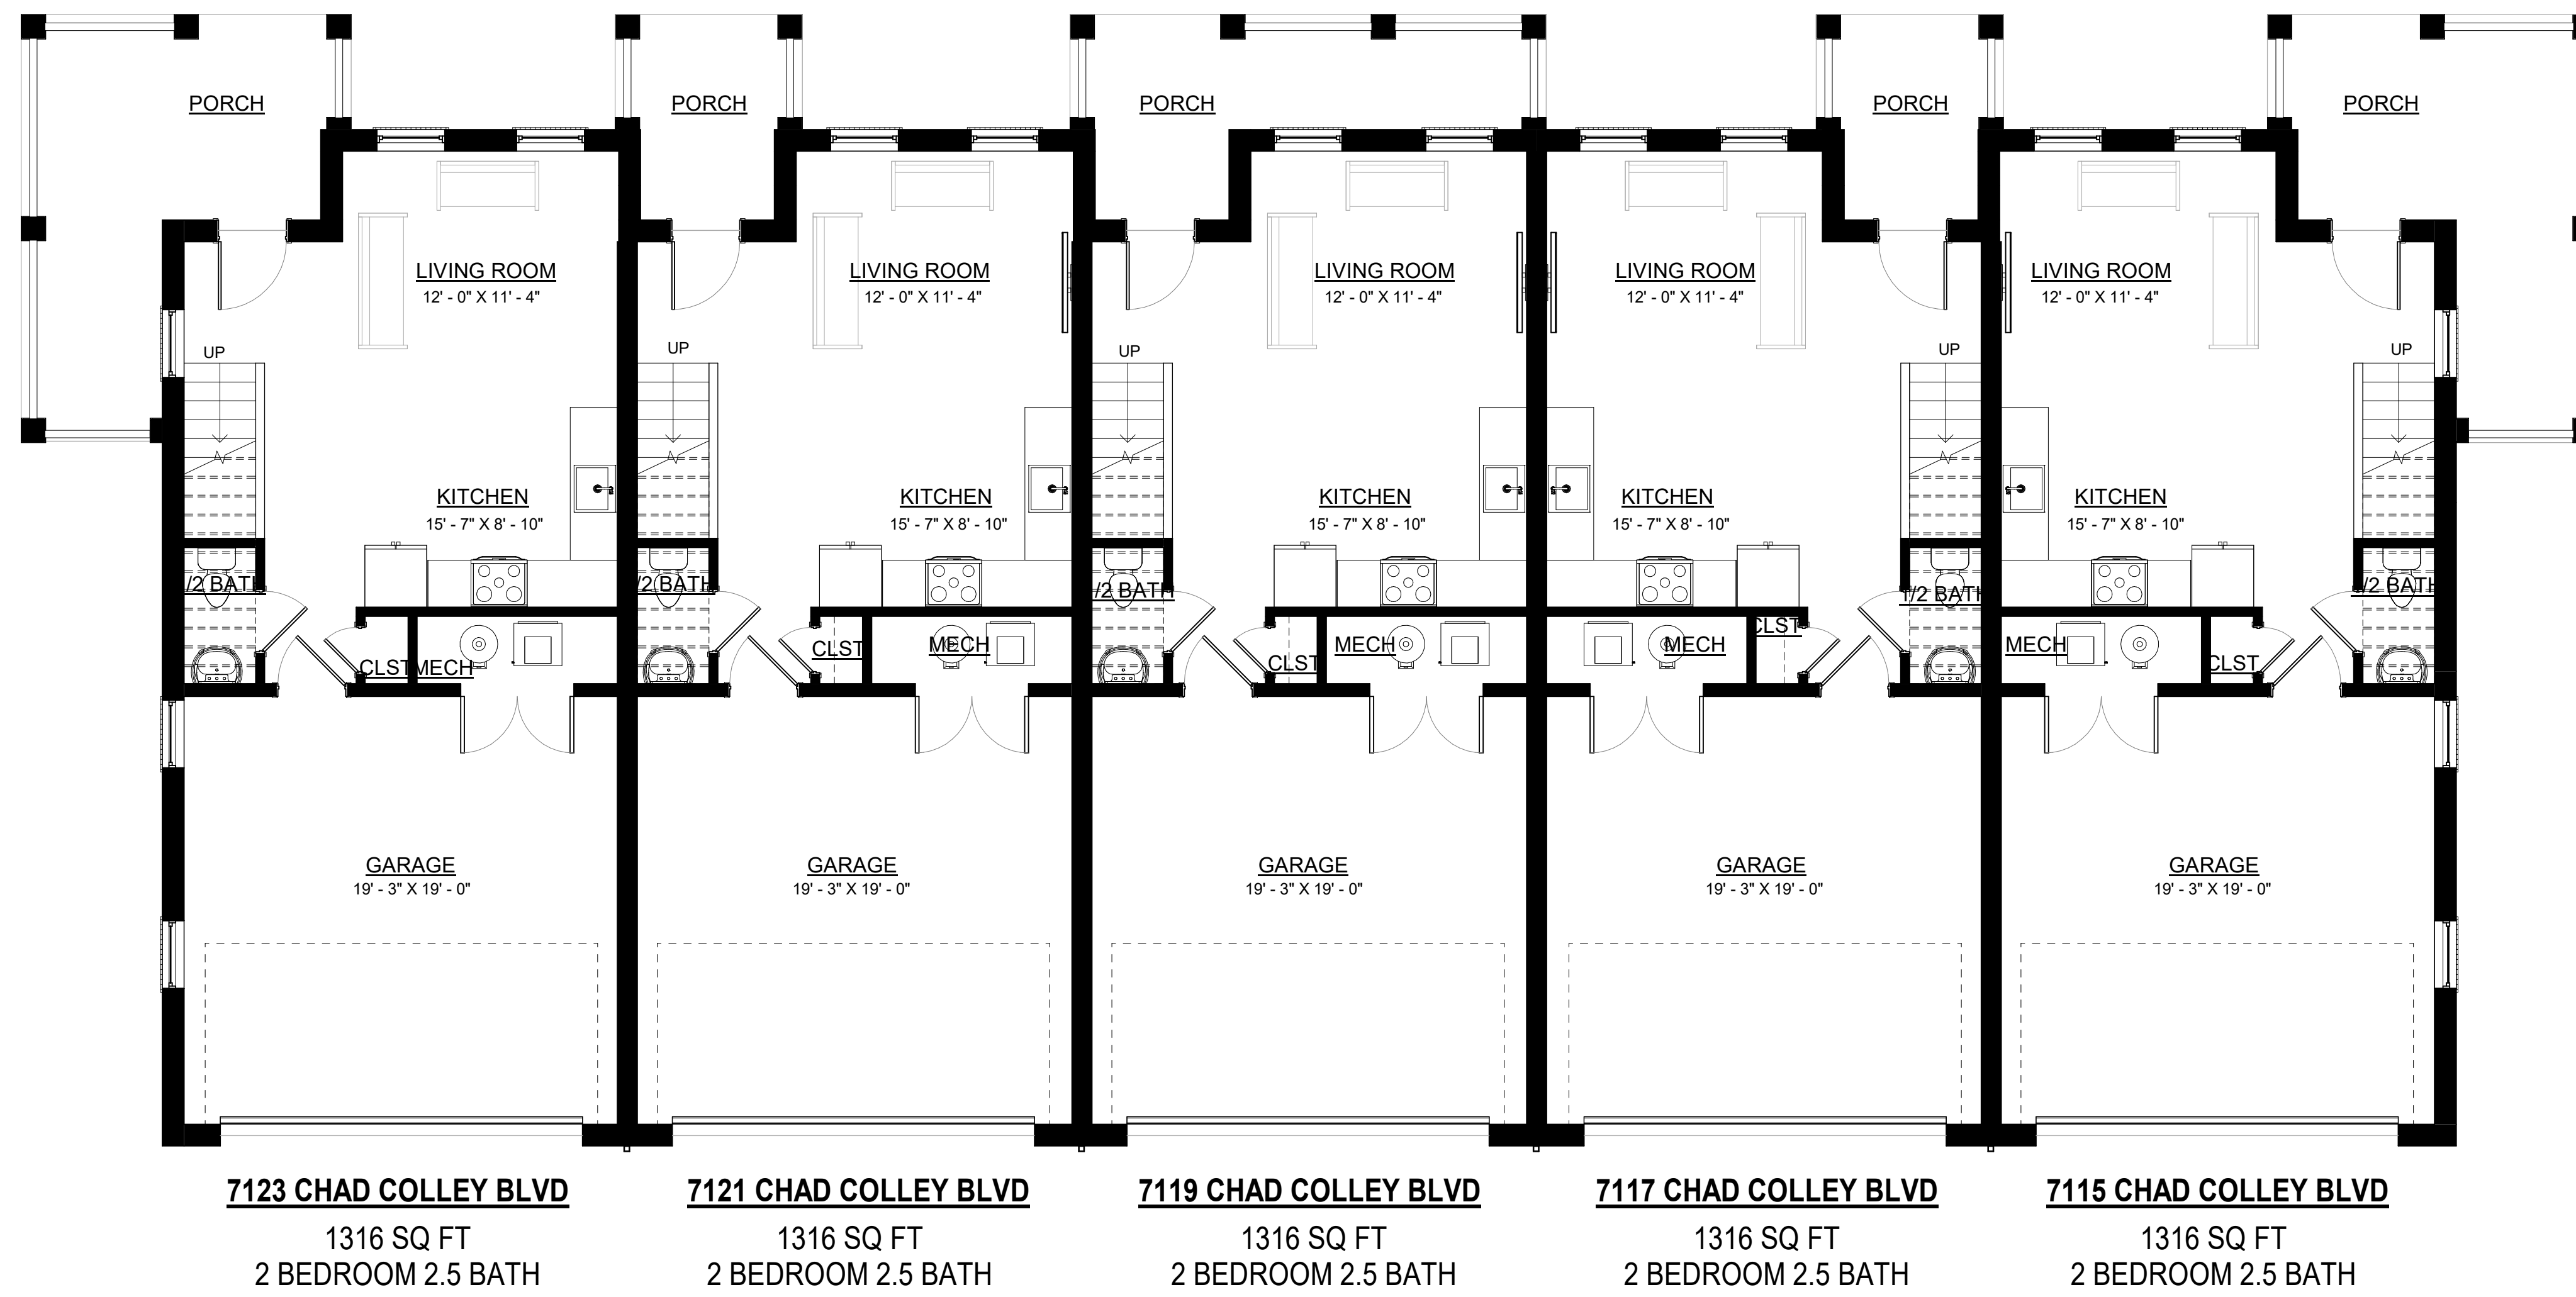 PORCH PORCH PORCH PORCH PORCH
LIVING ROOM LIVING ROOM LIVING ROOM LIVING ROOM LIVING ROOM
12' - 0" X 11' - 4" 12' - 0" X 11' - 4" 12' - 0" X 11' - 4" 12' - 0" X 11' - 4" 12' - 0" X 11' - 4"
UP UP UP UP UP
KITCHEN KITCHEN KITCHEN KITCHEN KITCHEN
15' - 7" X 8' - 10" 15' - 7" X 8' - 10" 15' - 7" X 8' - 10" 15' - 7" X 8' - 10" 15' - 7" X 8' - 10"
/2 BATH /2 BATH /2 BATH 1/2 BATH 1/2 BATH
CLST MECH CLST MECH CLST MECH MECH CLST MECH CLST
GARAGE GARAGE GARAGE GARAGE GARAGE
19' - 3" X 19' - 0" 19' - 3" X 19' - 0" 19' - 3" X 19' - 0" 19' - 3" X 19' - 0" 19' - 3" X 19' - 0"
7123 CHAD COLLEY BLVD 7121 CHAD COLLEY BLVD 7119 CHAD COLLEY BLVD 7117 CHAD COLLEY BLVD 7115 CHAD COLLEY BLVD
1316 SQ FT 1316 SQ FT 1316 SQ FT 1316 SQ FT 1316 SQ FT
2 BEDROOM 2.5 BATH 2 BEDROOM 2.5 BATH 2 BEDROOM 2.5 BATH 2 BEDROOM 2.5 BATH 2 BEDROOM 2.5 BATH